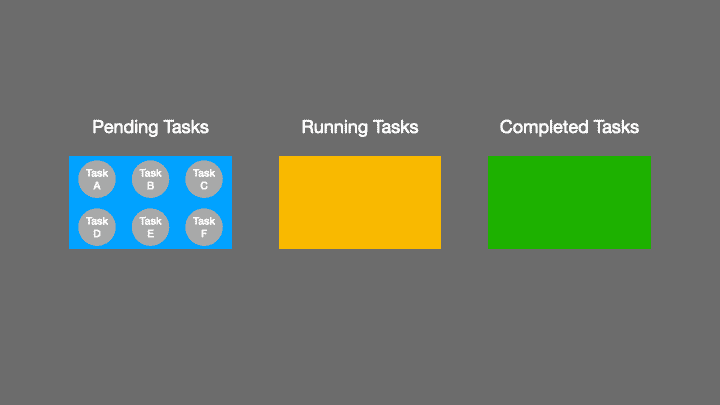 Pending Tasks
Running Tasks
Completed Tasks
Task
A
Task
B
Task
C
Task
D
Task
E
Task
F